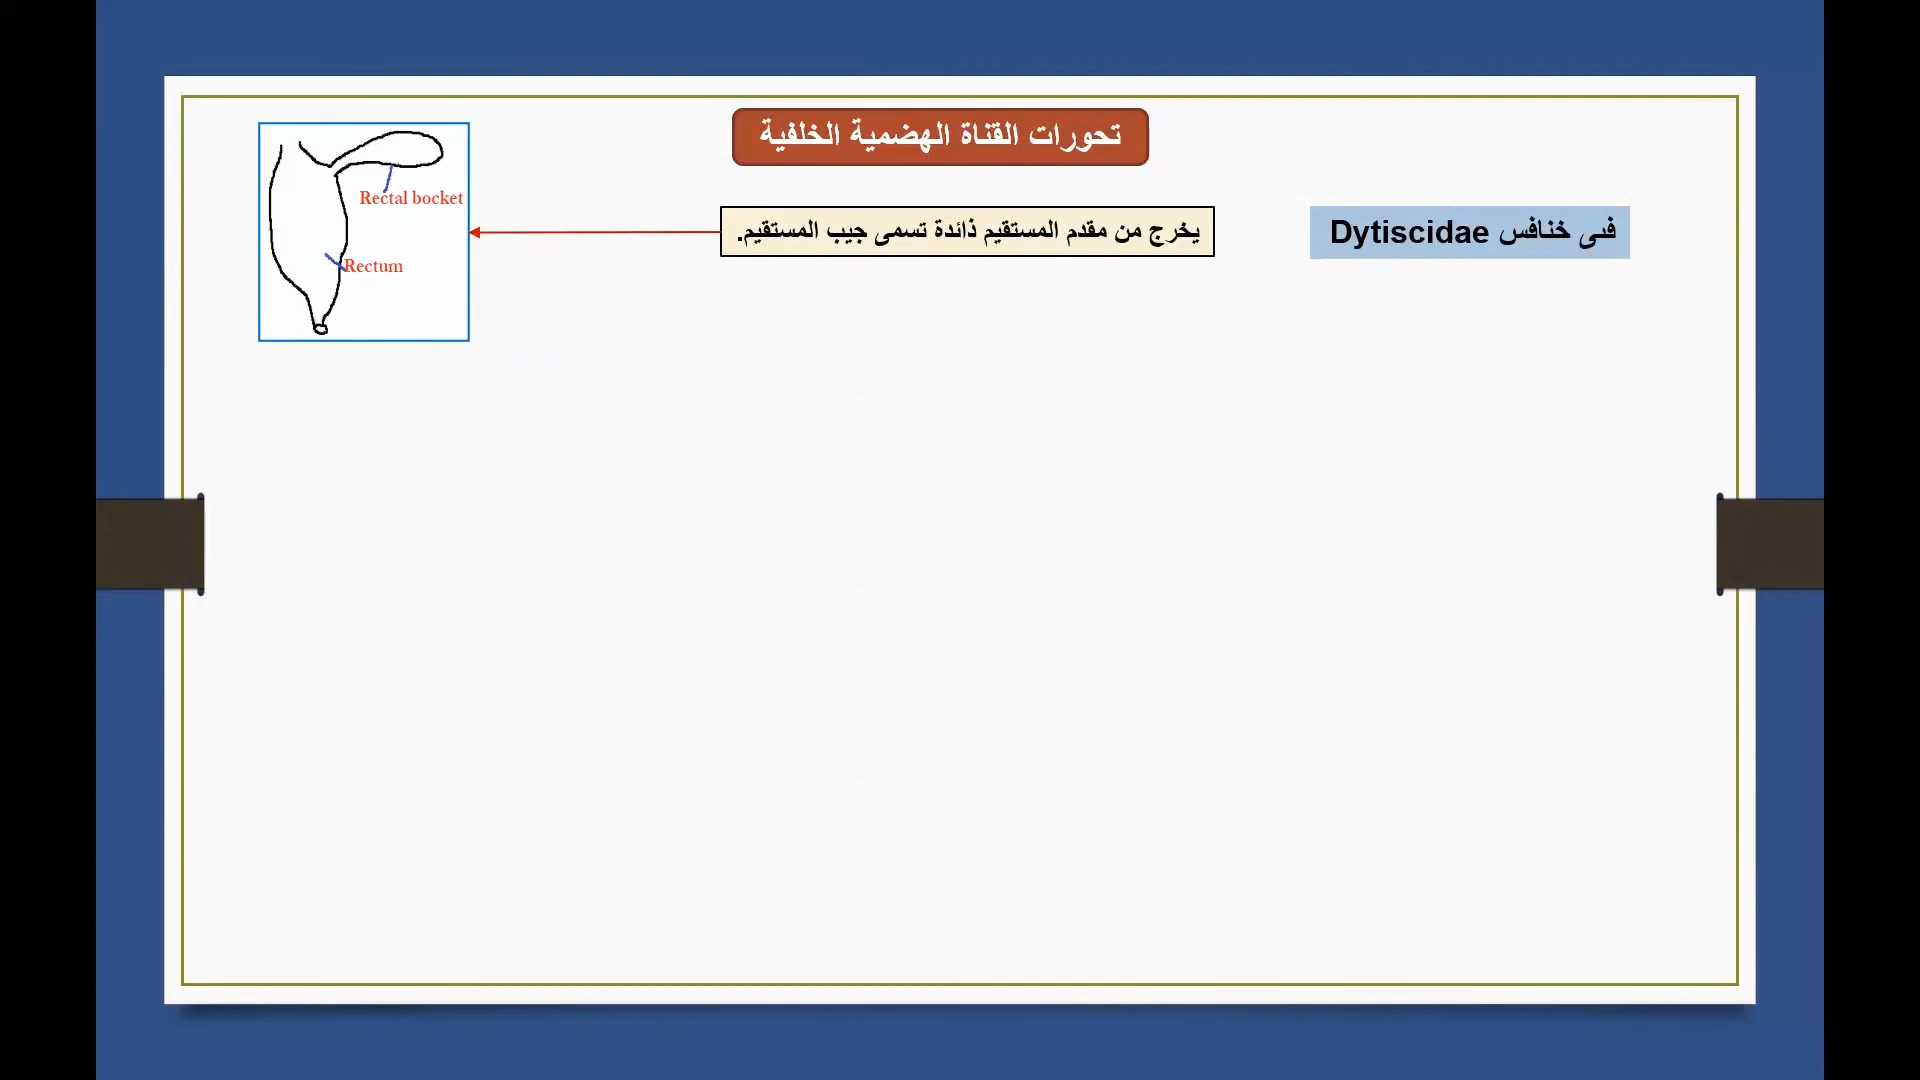 تحورات القناة الهضمية الخلفية
فى خنافس Dytiscidae
يخرج من مقدم المستقيم ذائدة تسمى جيب المستقيم.
Rectal bocket
Rectum